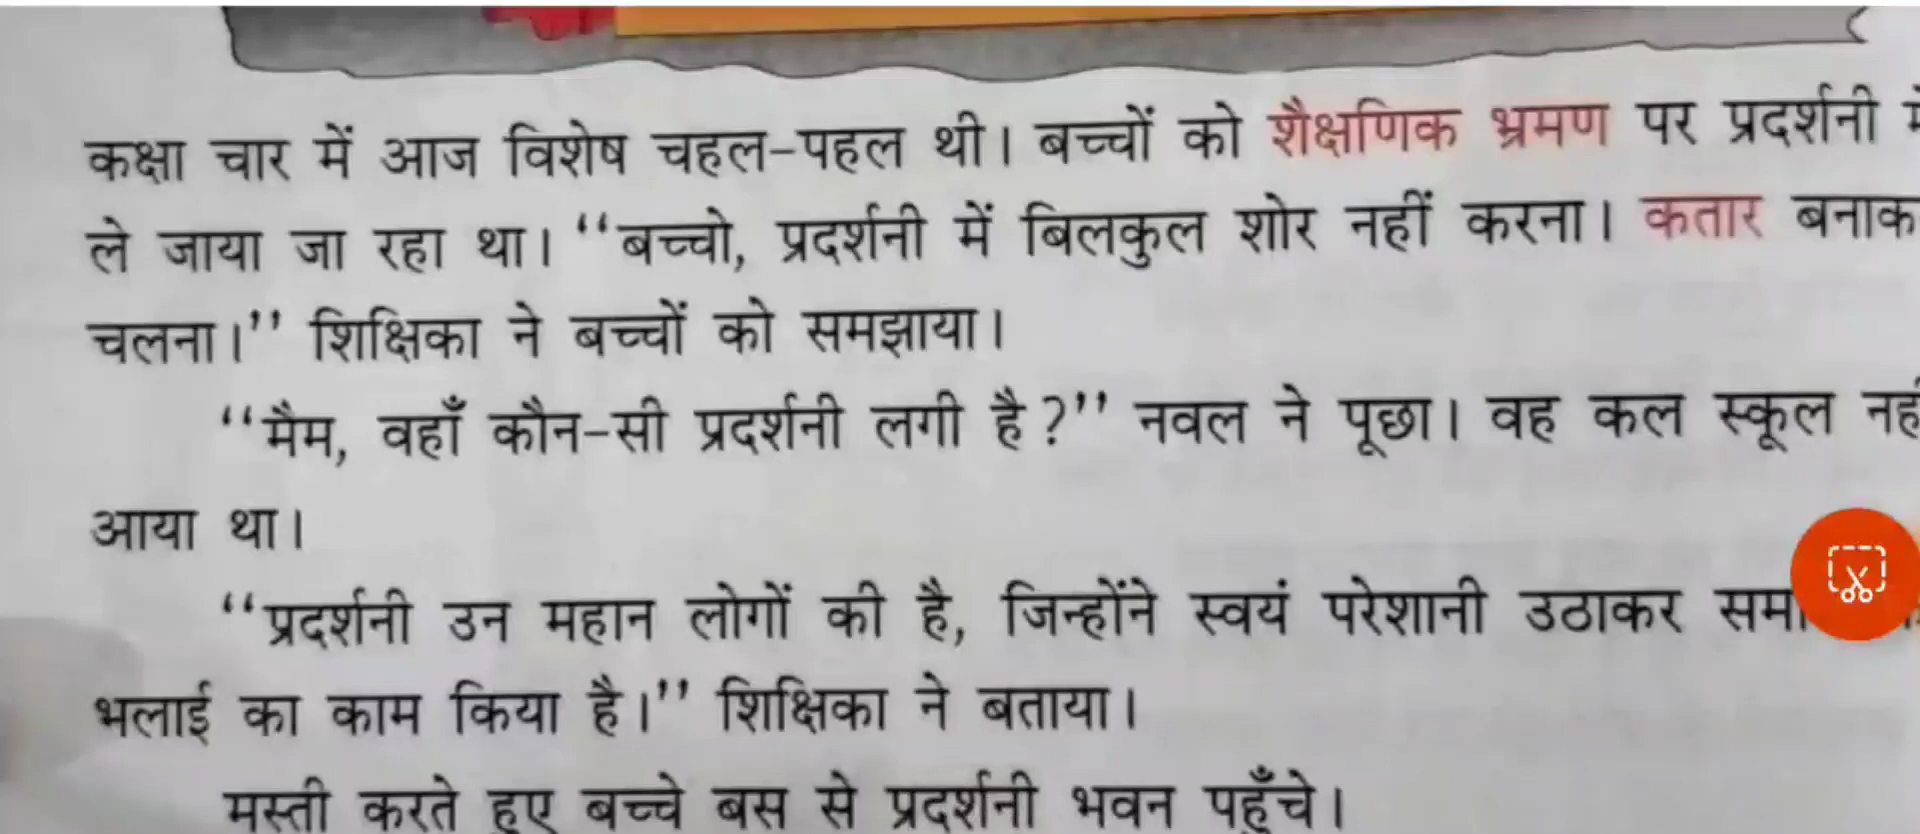 कक्षा चार में आज विशेष चहल-पहल थी। बच्चों को शैक्षणिक भ्रमण पर प्रदर्शनी में
ले जाया जा रहा था। ‘‘बच्चो, प्रदर्शनी में बिलकुल शोर नहीं करना। कतार बनाक
चलना।’’ शिक्षिका ने बच्चों को समझाया।
‘‘मैम, वहाँ कौन-सी प्रदर्शनी लगी है?’’ नवल ने पूछा। वह कल स्कूल नहीं
आया था।
‘‘प्रदर्शनी उन महान लोगों की है, जिन्होंने स्वयं परेशानी उठाकर
भलाई का काम किया है।’’ शिक्षिका ने बताया।
मस्ती करते हुए बच्चे बस से प्रदर्शनी भवन पहुँचे।